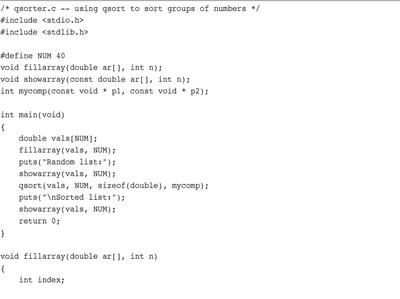 /* qsorter.c -- using qsort to sort groups of numbers */
#include <stdio.h>
#include <stdlib.h>

#define NUM 40
void fillarray(double ar[], int n);
void showarray(const double ar[], int n);
int mycomp(const void * p1, const void * p2);

int main(void)
{
    double vals[NUM];
    fillarray(vals, NUM);
    puts("Random list:");
    showarray(vals, NUM);
    qsort(vals, NUM, sizeof(double), mycomp);
    puts("\nSorted list:");
    showarray(vals, NUM);
    return 0;
}

void fillarray(double ar[], int n)
{
    int index;